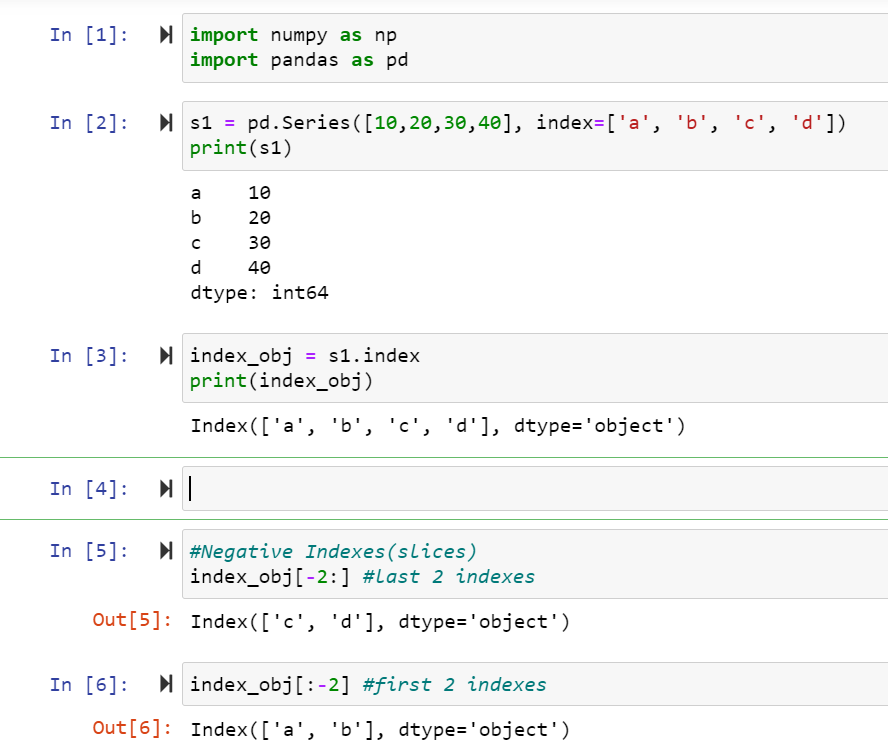 In [1]: import numpy as np
import pandas as pd
In [2]: s1 = pd.Series([10,20,30,40], index=['a', 'b', 'c', 'd'])
print(s1)
a    10
b    20
c    30
d    40
dtype: int64
In [3]: index_obj = s1.index
print(index_obj)
Index(['a', 'b', 'c', 'd'], dtype='object')
In [4]:
In [5]: #Negative Indexes(slices)
index_obj[-2:] #last 2 indexes
Out[5]: Index(['c', 'd'], dtype='object')
In [6]: index_obj[:-2] #first 2 indexes
Out[6]: Index(['a', 'b'], dtype='object')